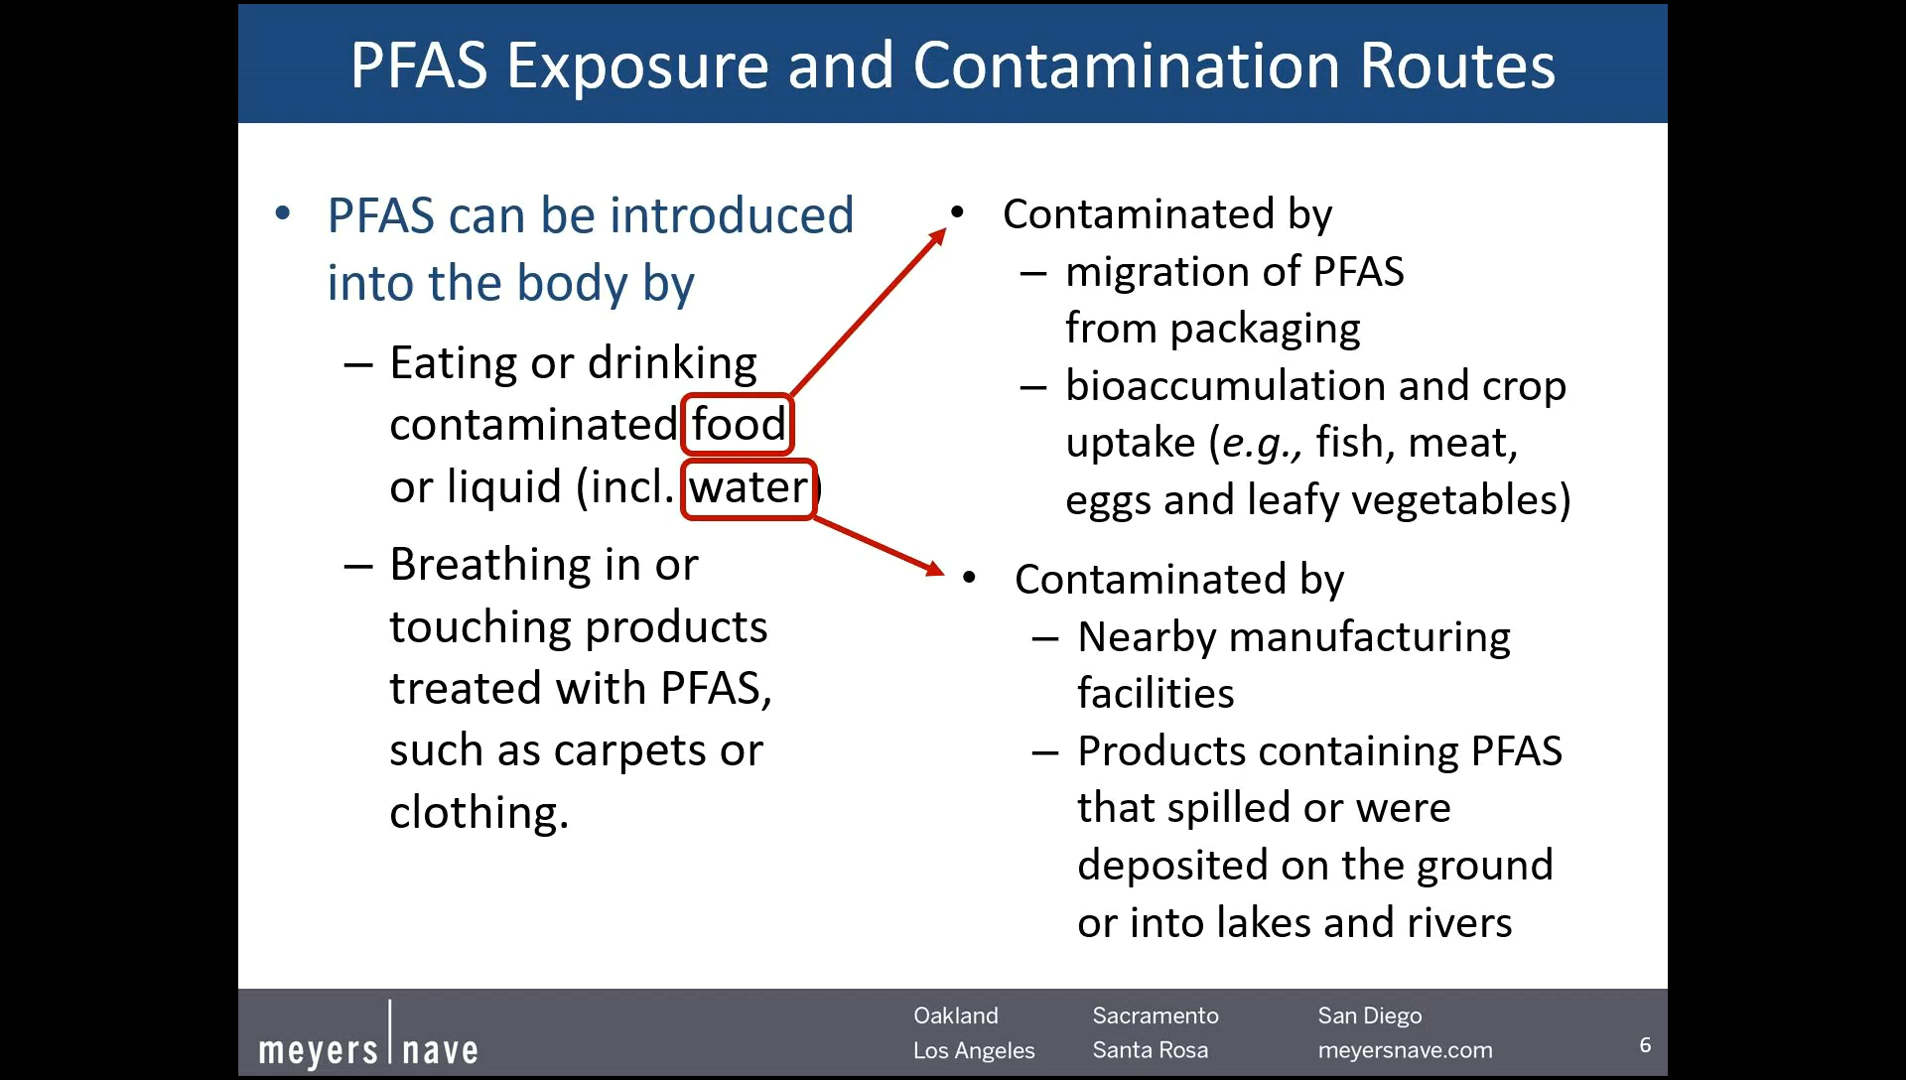 PFAS Exposure and Contamination Routes
• PFAS can be introduced
into the body by
– Eating or drinking
contaminated food
or liquid (incl. water)
– Breathing in or
touching products
treated with PFAS,
such as carpets or
clothing.
• Contaminated by
– migration of PFAS
from packaging
– bioaccumulation and crop
uptake (e.g., fish, meat,
eggs and leafy vegetables)
• Contaminated by
– Nearby manufacturing
facilities
– Products containing PFAS
that spilled or were
deposited on the ground
or into lakes and rivers
meyers nave
Oakland Sacramento San Diego
Los Angeles Santa Rosa meyersnave.com
6